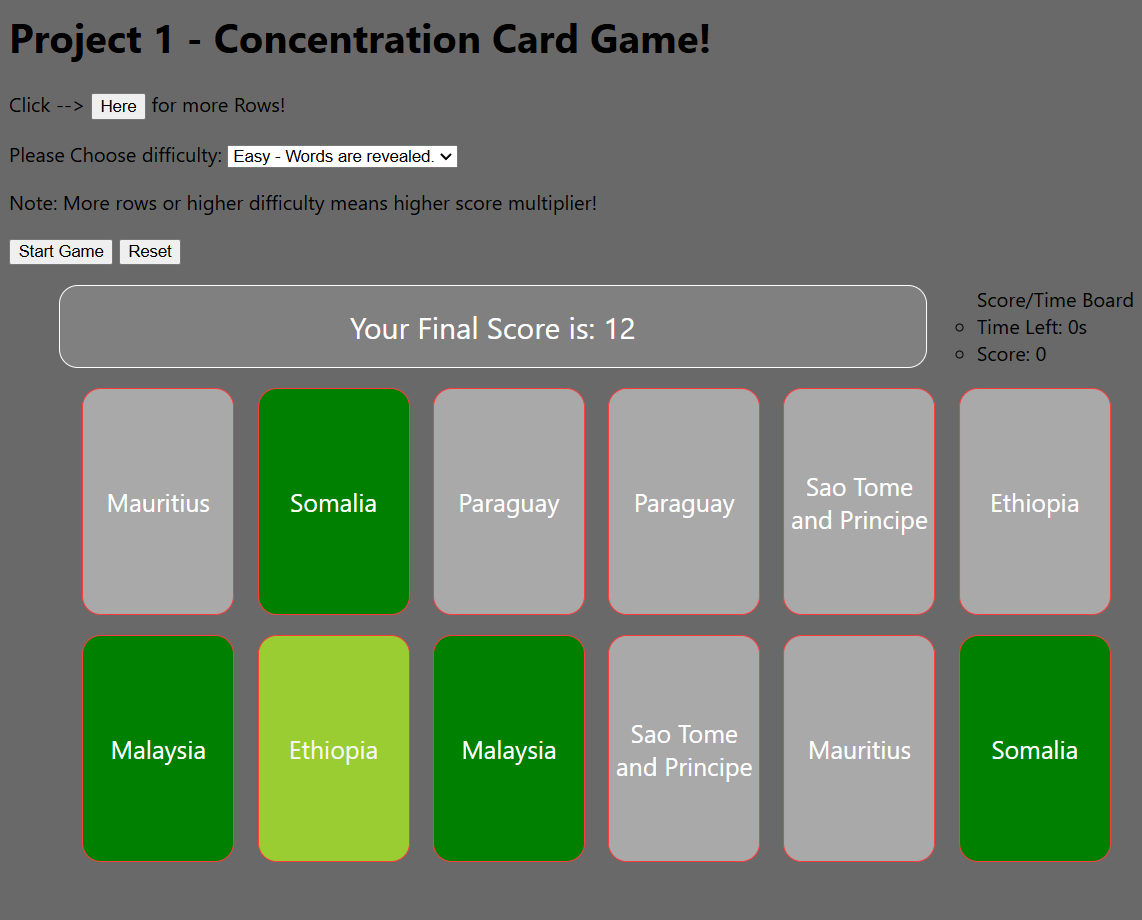 Project 1 - Concentration Card Game!
Click --> Here for more Rows!
Please Choose difficulty: Easy - Words are revealed.
Note: More rows or higher difficulty means higher score multiplier!
Start Game Reset
Your Final Score is: 12
Score/Time Board
Time Left: 0s
Score: 0
Mauritius
Somalia
Paraguay
Paraguay
Sao Tome
and Principe
Ethiopia
Malaysia
Ethiopia
Malaysia
Sao Tome
and Principe
Mauritius
Somalia